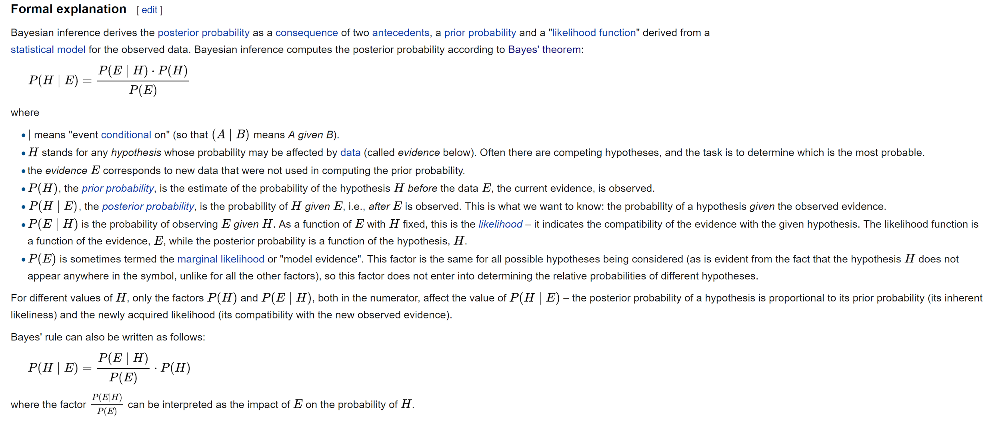 Formal explanation [ edit ]
Bayesian inference derives the posterior probability as a consequence of two antecedents, a prior probability and a "likelihood function" derived from a
statistical model for the observed data. Bayesian inference computes the posterior probability according to Bayes' theorem:
P(H | E) = \frac{P(E | H) · P(H)}{P(E)}
where
• | means "event conditional on" (so that (A | B) means A given B).
• H stands for any hypothesis whose probability may be affected by data (called evidence below). Often there are competing hypotheses, and the task is to determine which is the most probable.
• the evidence E corresponds to new data that were not used in computing the prior probability.
• P(H), the prior probability, is the estimate of the probability of the hypothesis H before the data E, the current evidence, is observed.
• P(H | E), the posterior probability, is the probability of H given E, i.e., after E is observed. This is what we want to know: the probability of a hypothesis given the observed evidence.
• P(E | H) is the probability of observing E given H. As a function of E with H fixed, this is the likelihood – it indicates the compatibility of the evidence with the given hypothesis. The likelihood function is
a function of the evidence, E, while the posterior probability is a function of the hypothesis, H.
• P(E) is sometimes termed the marginal likelihood or "model evidence". This factor is the same for all possible hypotheses being considered (as is evident from the fact that the hypothesis H does not
appear anywhere in the symbol, unlike for all the other factors), so this factor does not enter into determining the relative probabilities of different hypotheses.
For different values of H, only the factors P(H) and P(E | H), both in the numerator, affect the value of P(H | E) – the posterior probability of a hypothesis is proportional to its prior probability (its inherent
likeliness) and the newly acquired likelihood (its compatibility with the new observed evidence).
Bayes' rule can also be written as follows:
P(H | E) = \frac{P(E | H)}{P(E)} · P(H)
where the factor \frac{P(E|H)}{P(E)} can be interpreted as the impact of E on the probability of H.